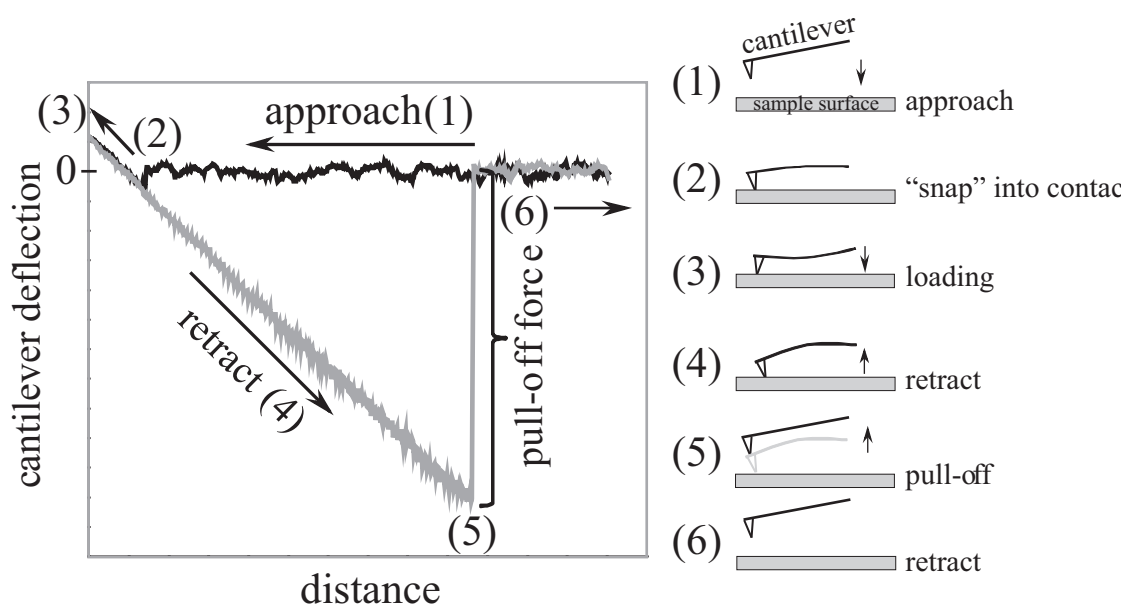 (3)
(2)
approach(1)
0
(6)
cantilever deflection
retract (4)
pull-off force
(5)
distance
cantilever
(1)
sample surface
approach
(2)
“snap” into contac
(3)
loading
(4)
retract
(5)
pull-off
(6)
retract